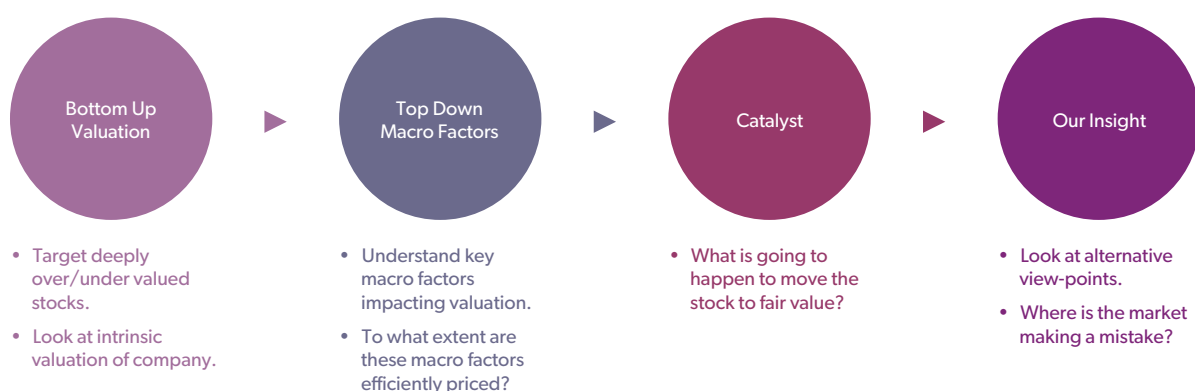 Bottom Up
Valuation
Top Down
Macro Factors
Catalyst
Our Insight
• Target deeply
over/under valued
stocks.
• Look at intrinsic
valuation of company.
• Understand key
macro factors
impacting valuation.
• To what extent are
these macro factors
efficiently priced?
• What is going to
happen to move the
stock to fair value?
• Look at alternative
view-points.
• Where is the market
making a mistake?